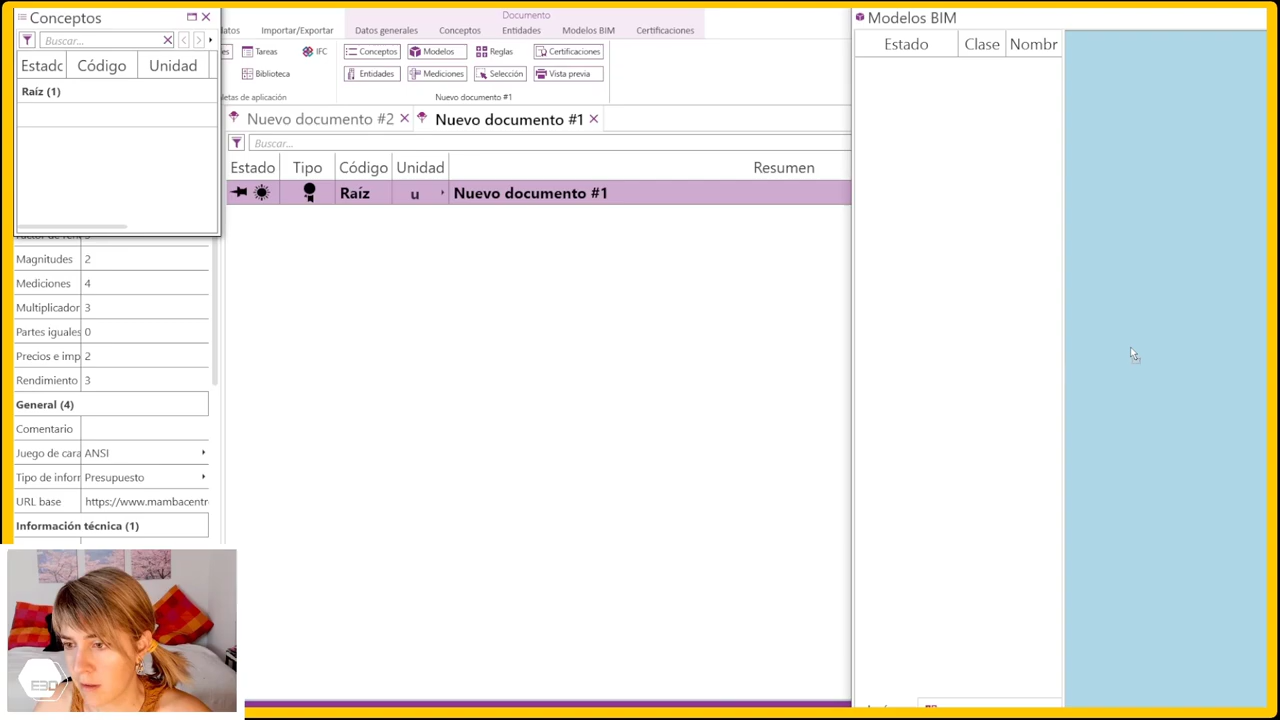 Conceptos
Buscar...
Estado Código Unidad
Raíz (1)
Documento
Importar/Exportar Datos generales Conceptos Entidades Modelos BIM Certificaciones
Tareas IFC Conceptos Modelos Reglas Certificaciones
Biblioteca Entidades Mediciones Selección Vista previa
Nuevo documento #1
Nuevo documento #2 Nuevo documento #1
Buscar...
Estado Tipo Código Unidad Resumen
Raíz u Nuevo documento #1
Magnitudes 2
Mediciones 4
Multiplicador 3
Partes iguales 0
Precios e imp 2
Rendimiento 3
General (4)
Comentario
Juego de cara ANSI
Tipo de infor Presupuesto
URL base https://www.mambacentr
Información técnica (1)
Modelos BIM
Estado Clase Nombr
E3D